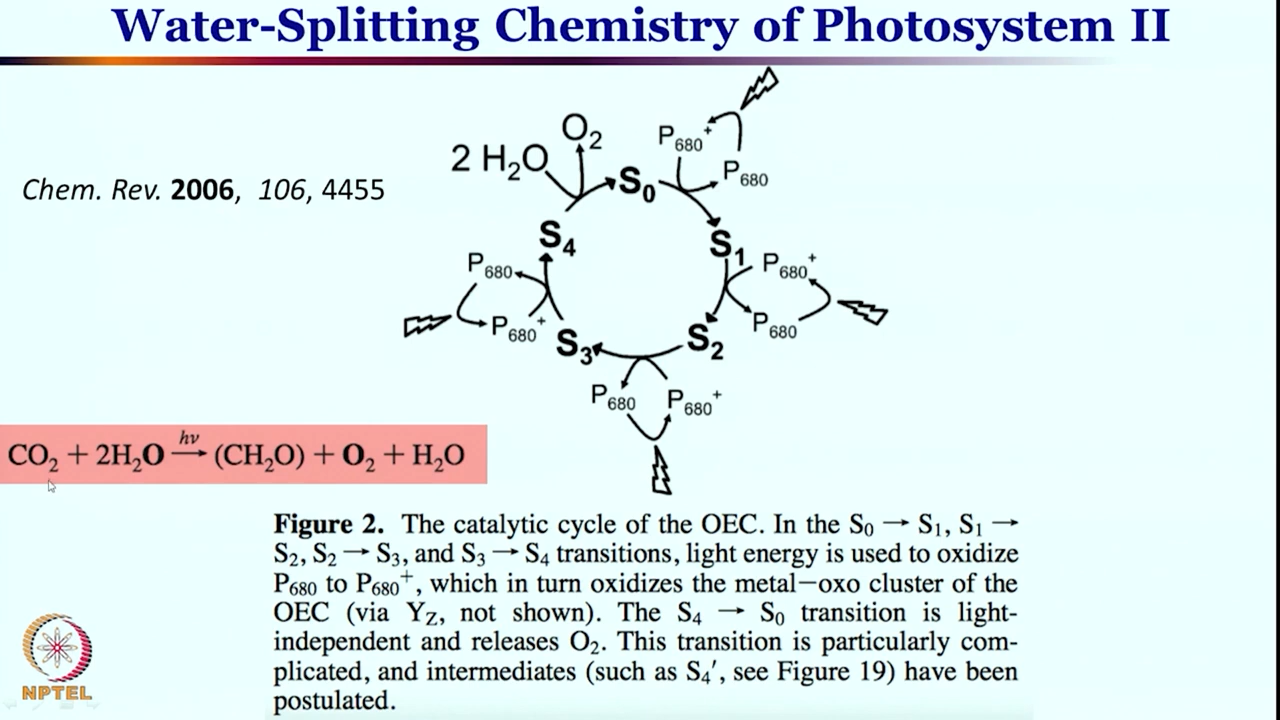 Water-Splitting Chemistry of Photosystem II
Chem. Rev. 2006, 106, 4455
2 H₂O
O₂
S₀
P₆₈₀⁺
P₆₈₀
S₁
P₆₈₀⁺
P₆₈₀
S₂
P₆₈₀⁺
P₆₈₀
S₃
P₆₈₀⁺
P₆₈₀
S₄
hν
CO₂ + 2H₂O → (CH₂O) + O₂ + H₂O
Figure 2. The catalytic cycle of the OEC. In the S₀ → S₁, S₁ →
S₂, S₂ → S₃, and S₃ → S₄ transitions, light energy is used to oxidize
P₆₈₀ to P₆₈₀⁺, which in turn oxidizes the metal−oxo cluster of the
OEC (via Y_Z, not shown). The S₄ → S₀ transition is light-
independent and releases O₂. This transition is particularly com-
plicated, and intermediates (such as S₄′, see Figure 19) have been
postulated.
NPTEL